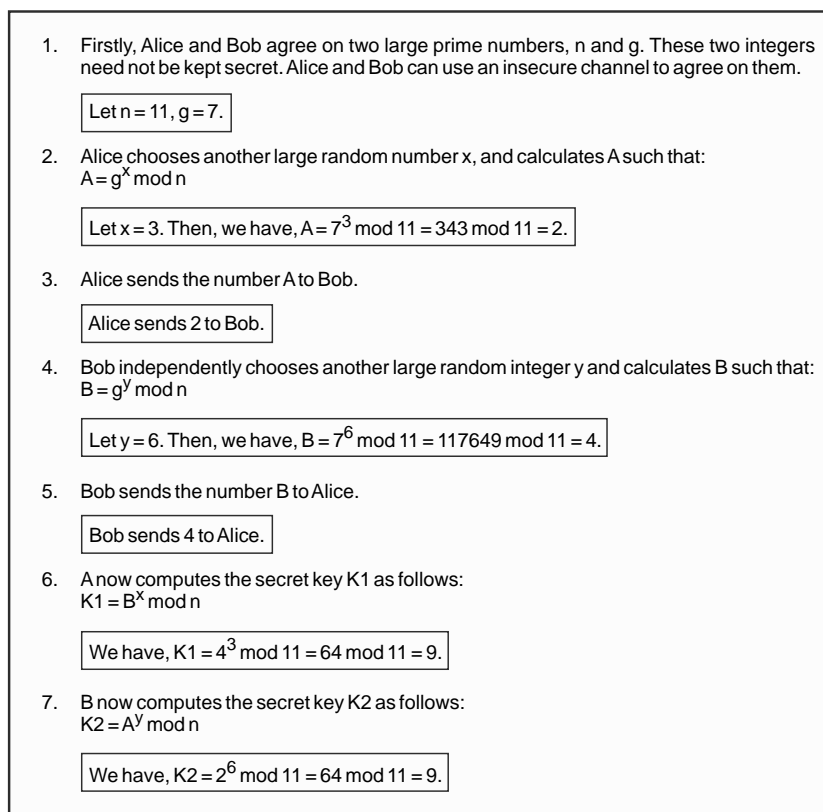 1. Firstly, Alice and Bob agree on two large prime numbers, n and g. These two integers
need not be kept secret. Alice and Bob can use an insecure channel to agree on them.
Let n = 11, g = 7.
2. Alice chooses another large random number x, and calculates A such that:
A = g^x mod n
Let x = 3. Then, we have, A = 7^3 mod 11 = 343 mod 11 = 2.
3. Alice sends the number A to Bob.
Alice sends 2 to Bob.
4. Bob independently chooses another large random integer y and calculates B such that:
B = g^y mod n
Let y = 6. Then, we have, B = 7^6 mod 11 = 117649 mod 11 = 4.
5. Bob sends the number B to Alice.
Bob sends 4 to Alice.
6. A now computes the secret key K1 as follows:
K1 = B^x mod n
We have, K1 = 4^3 mod 11 = 64 mod 11 = 9.
7. B now computes the secret key K2 as follows:
K2 = A^y mod n
We have, K2 = 2^6 mod 11 = 64 mod 11 = 9.